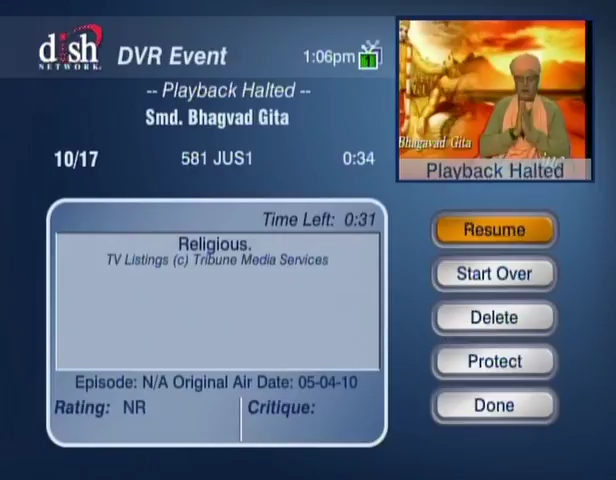 dish
NETWORK
DVR Event
1:06pm
1
-- Playback Halted --
Smd. Bhagvad Gita
10/17 581 JUS1 0:34
Bhagavad Gita
Playback Halted
Time Left: 0:31
Religious.
TV Listings (c) Tribune Media Services
Episode: N/A Original Air Date: 05-04-10
Rating: NR
Critique:
Resume
Start Over
Delete
Protect
Done